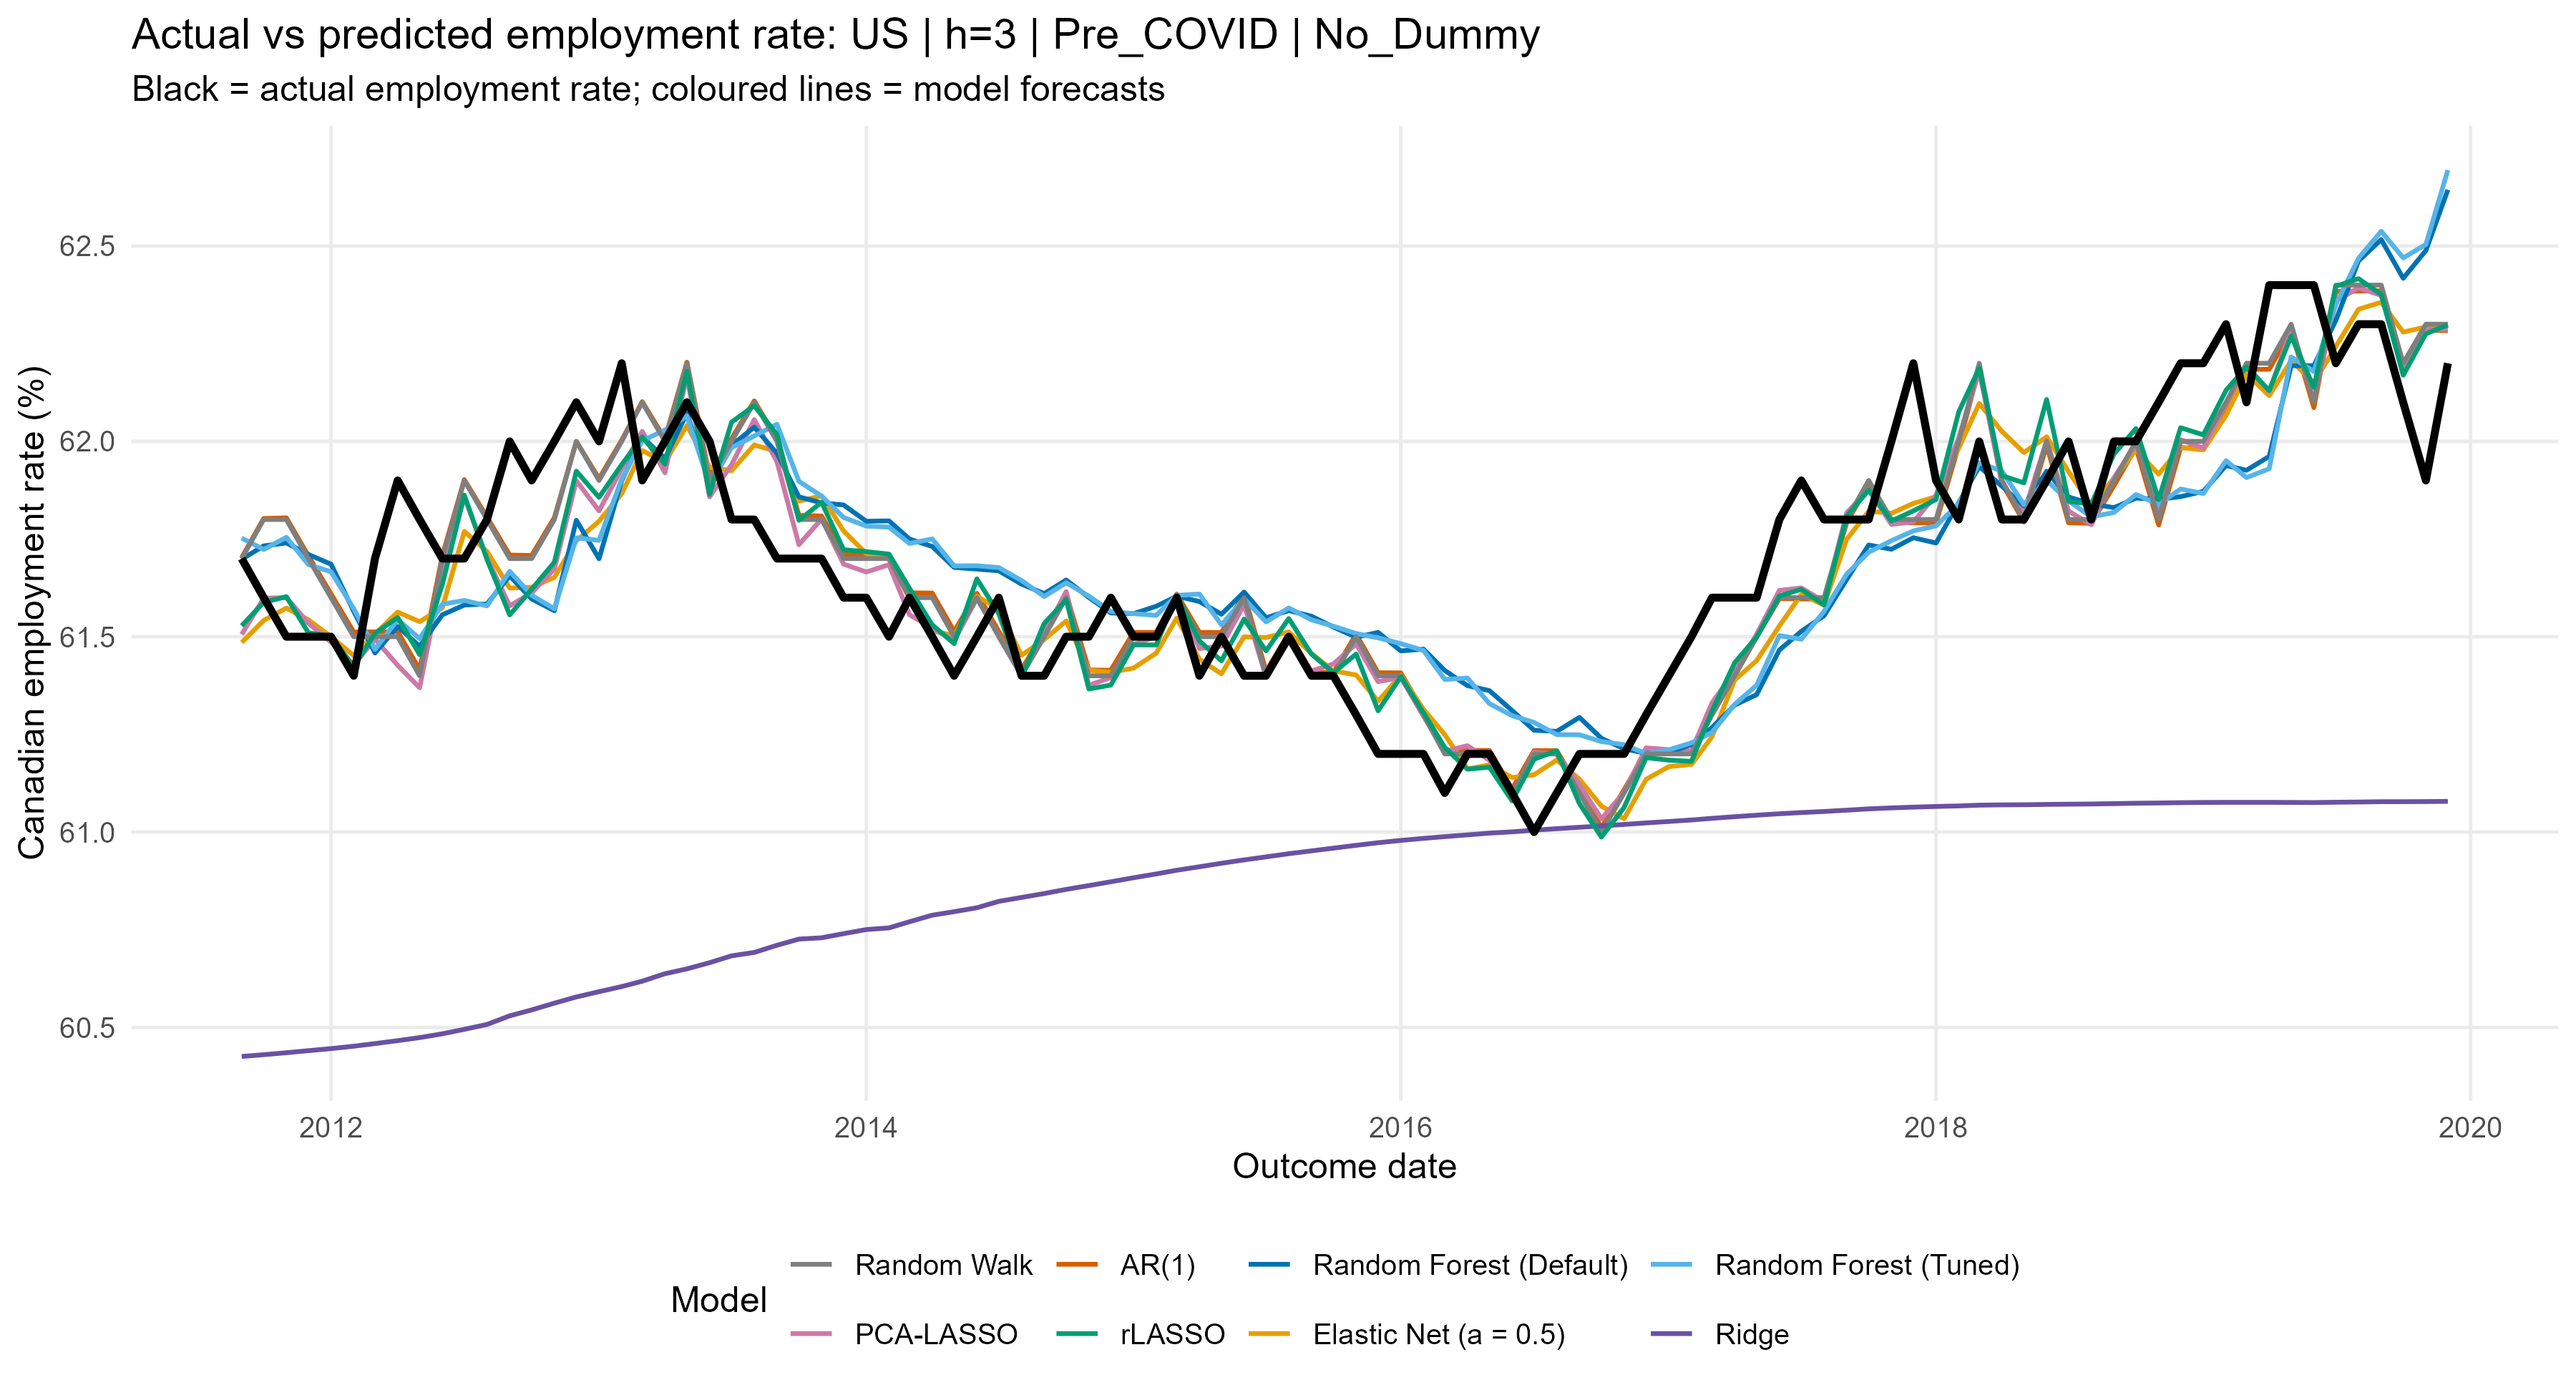 Actual vs predicted employment rate: US | h=3 | Pre_COVID | No_Dummy
Black = actual employment rate; coloured lines = model forecasts
Canadian employment rate (%)
62.5
62.0
61.5
61.0
60.5
2012 2014 2016 2018 2020
Outcome date
Model
Random Walk AR(1) Random Forest (Default) Random Forest (Tuned)
PCA-LASSO rLASSO Elastic Net (a = 0.5) Ridge